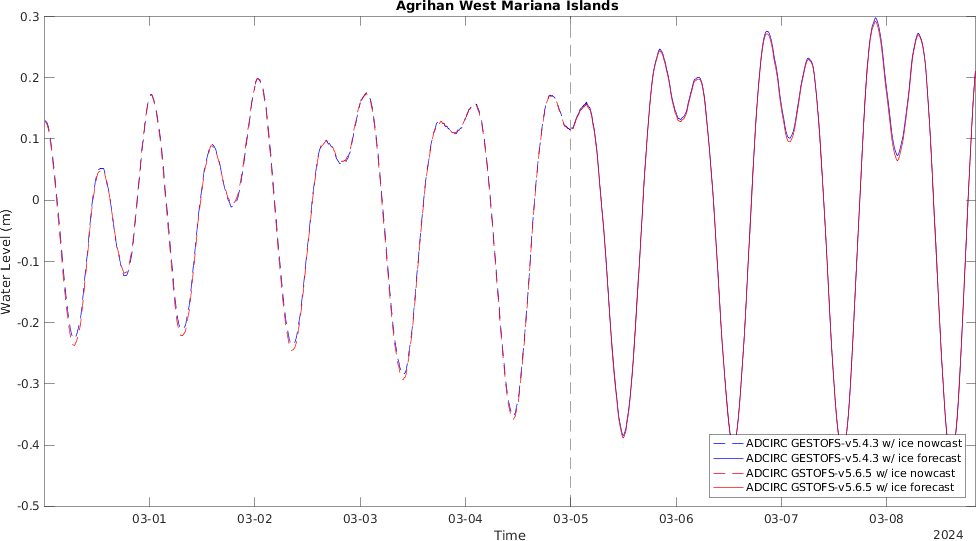 Agrihan West Mariana Islands
0.3
0.2
0.1
0
-0.1
-0.2
-0.3
-0.4
-0.5
Water Level (m)
ADCIRC GESTOFS-v5.4.3 w/ ice nowcast
ADCIRC GESTOFS-v5.4.3 w/ ice forecast
ADCIRC GSTOFS-v5.6.5 w/ ice nowcast
ADCIRC GSTOFS-v5.6.5 w/ ice forecast
03-01 03-02 03-03 03-04 03-05 03-06 03-07 03-08
Time
2024